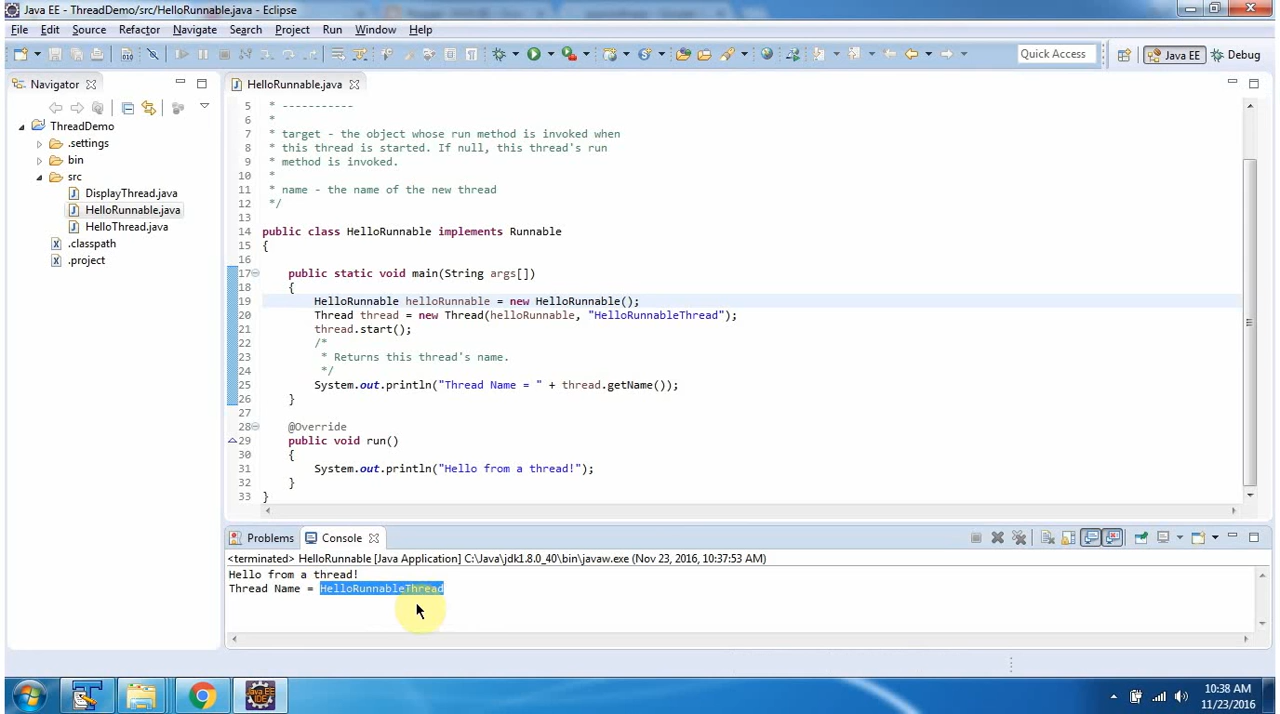 Java EE - ThreadDemo/src/HelloRunnable.java - Eclipse
File Edit Source Refactor Navigate Search Project Run Window Help
Quick Access
Java EE
Debug
Navigator
ThreadDemo
.settings
bin
src
DisplayThread.java
HelloRunnable.java
HelloThread.java
.classpath
.project
HelloRunnable.java
5 * -----------
6 *
7 * target - the object whose run method is invoked when
8 * this thread is started. If null, this thread's run
9 * method is invoked.
10 *
11 * name - the name of the new thread
12 */
13
14 public class HelloRunnable implements Runnable
15 {
16
17 public static void main(String args[])
18 {
19 HelloRunnable helloRunnable = new HelloRunnable();
20 Thread thread = new Thread(helloRunnable, "HelloRunnableThread");
21 thread.start();
22 /*
23 * Returns this thread's name.
24 */
25 System.out.println("Thread Name = " + thread.getName());
26 }
27
28 @Override
29 public void run()
30 {
31 System.out.println("Hello from a thread!");
32 }
33 }
Problems Console
<terminated> HelloRunnable [Java Application] C:\Java\jdk1.8.0_40\bin\javaw.exe (Nov 23, 2016, 10:37:53 AM)
Hello from a thread!
Thread Name = HelloRunnableThread
Java EE
IDE
10:38 AM
11/23/2016